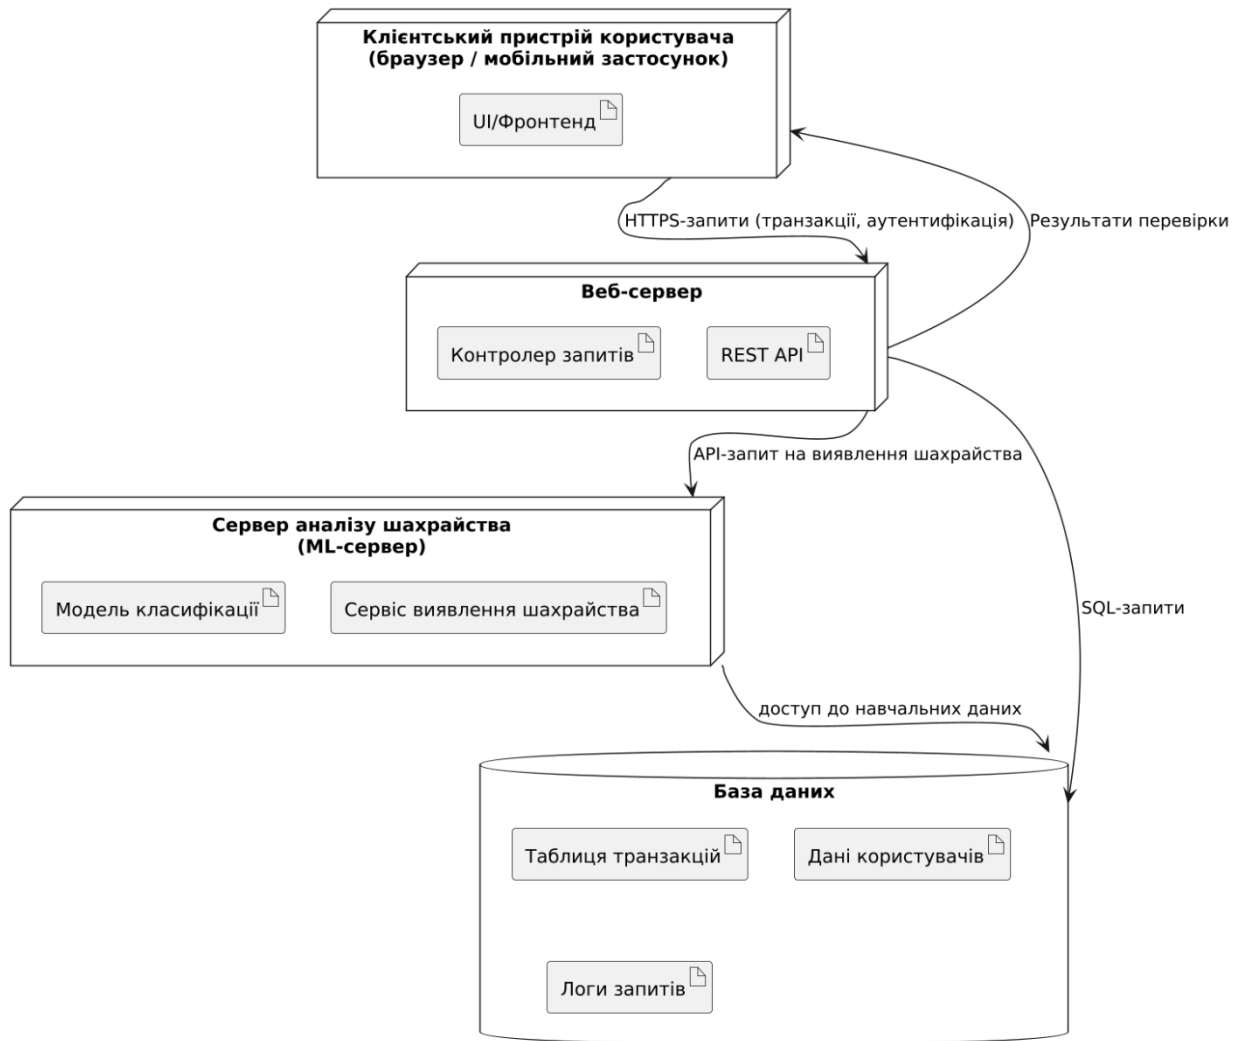 Клієнтський пристрій користувача
(браузер / мобільний застосунок)
UI/Фронтенд
HTTPS-запити (транзакції, аутентифікація)
Результати перевірки
Веб-сервер
Контролер запитів
REST API
API-запит на виявлення шахрайства
Сервер аналізу шахрайства
(ML-сервер)
Модель класифікації
Сервіс виявлення шахрайства
SQL-запити
доступ до навчальних даних
База даних
Таблиця транзакцій
Дані користувачів
Логи запитів